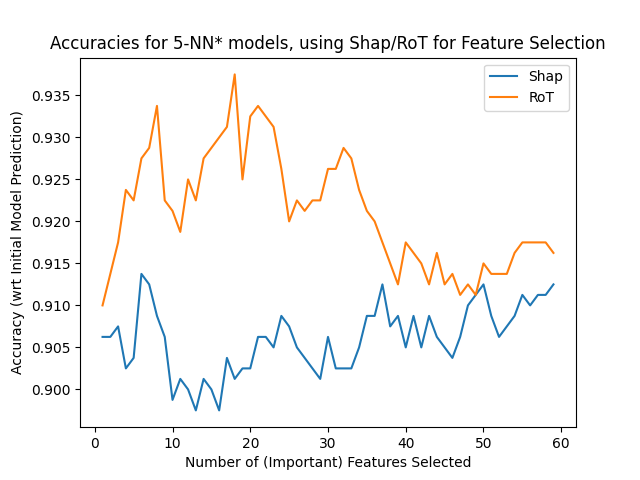 Accuracies for 5-NN* models, using Shap/RoT for Feature Selection
Shap
RoT
0.935
0.930
0.925
0.920
0.915
0.910
0.905
0.900
Accuracy (wrt Initial Model Prediction)
0 10 20 30 40 50 60
Number of (Important) Features Selected